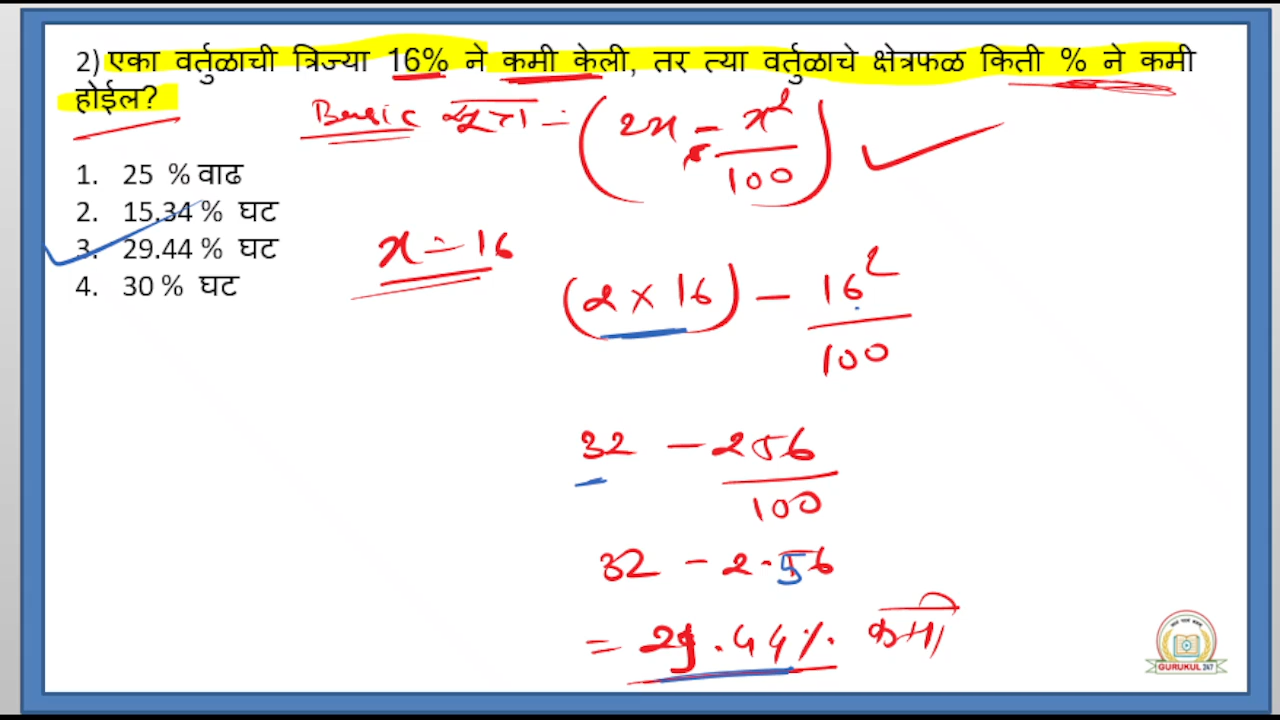 2) एका वर्तुळाची त्रिज्या 16% ने कमी केली, तर त्या वर्तुळाचे क्षेत्रफळ किती % ने कमी
होईल?
Basic सूत्र = (2x - x²/100)
1. 25 % वाढ
2. 15.34 % घट
3. 29.44 % घट
4. 30 % घट
x = 16
(2 × 16) - 16²/100
32 - 256/100
32 - 2.56
= 29.44%. कमी
GURUKUL 247